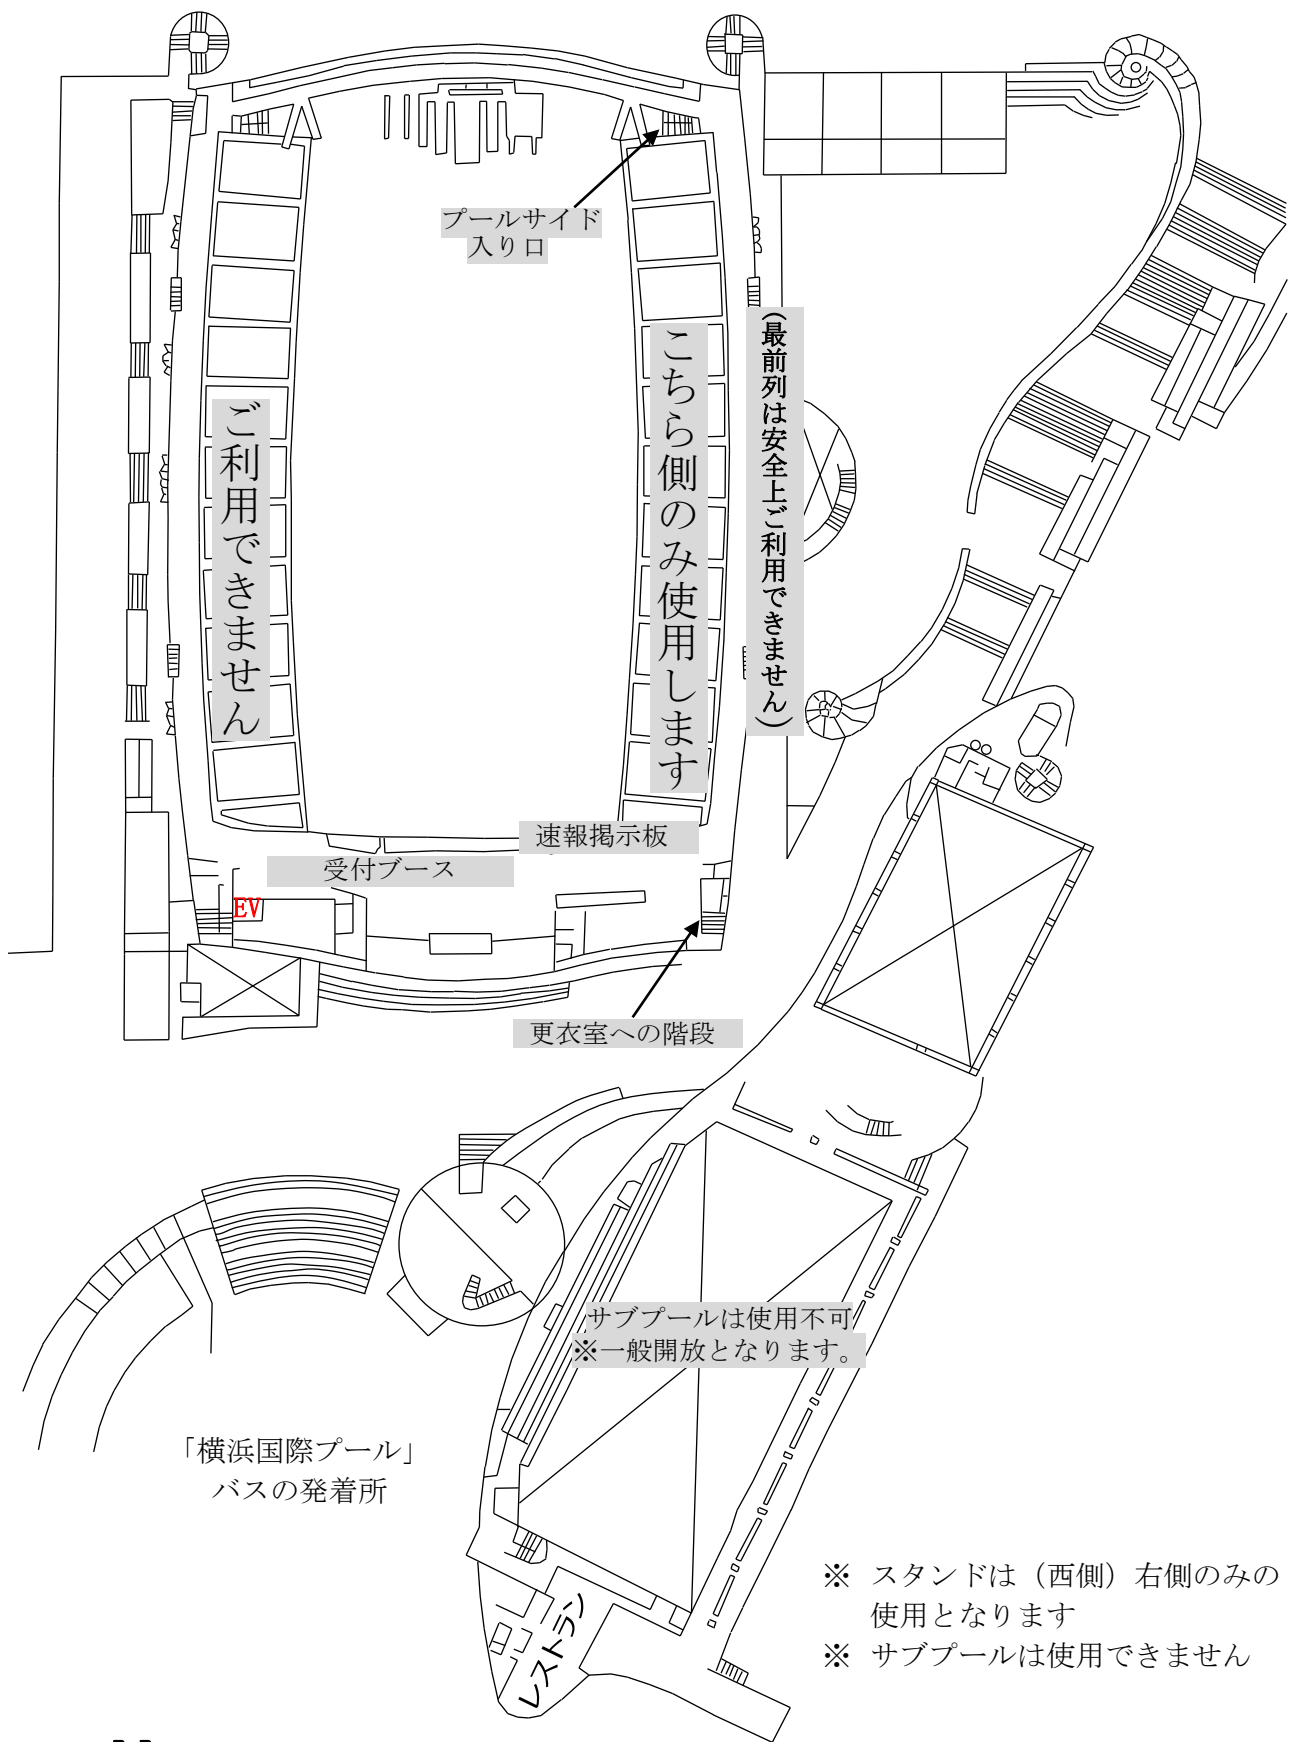 プールサイド
入り口
(最前列は安全上ご利用できません)
こちら側のみ使用します
ご利用できません
速報掲示板
受付ブース
EV
更衣室への階段
サブプールは使用不可
※一般開放となります。
「横浜国際プール」
バスの発着所
※ スタンドは（西側）右側のみの
使用となります
※ サブプールは使用できません
レストラン